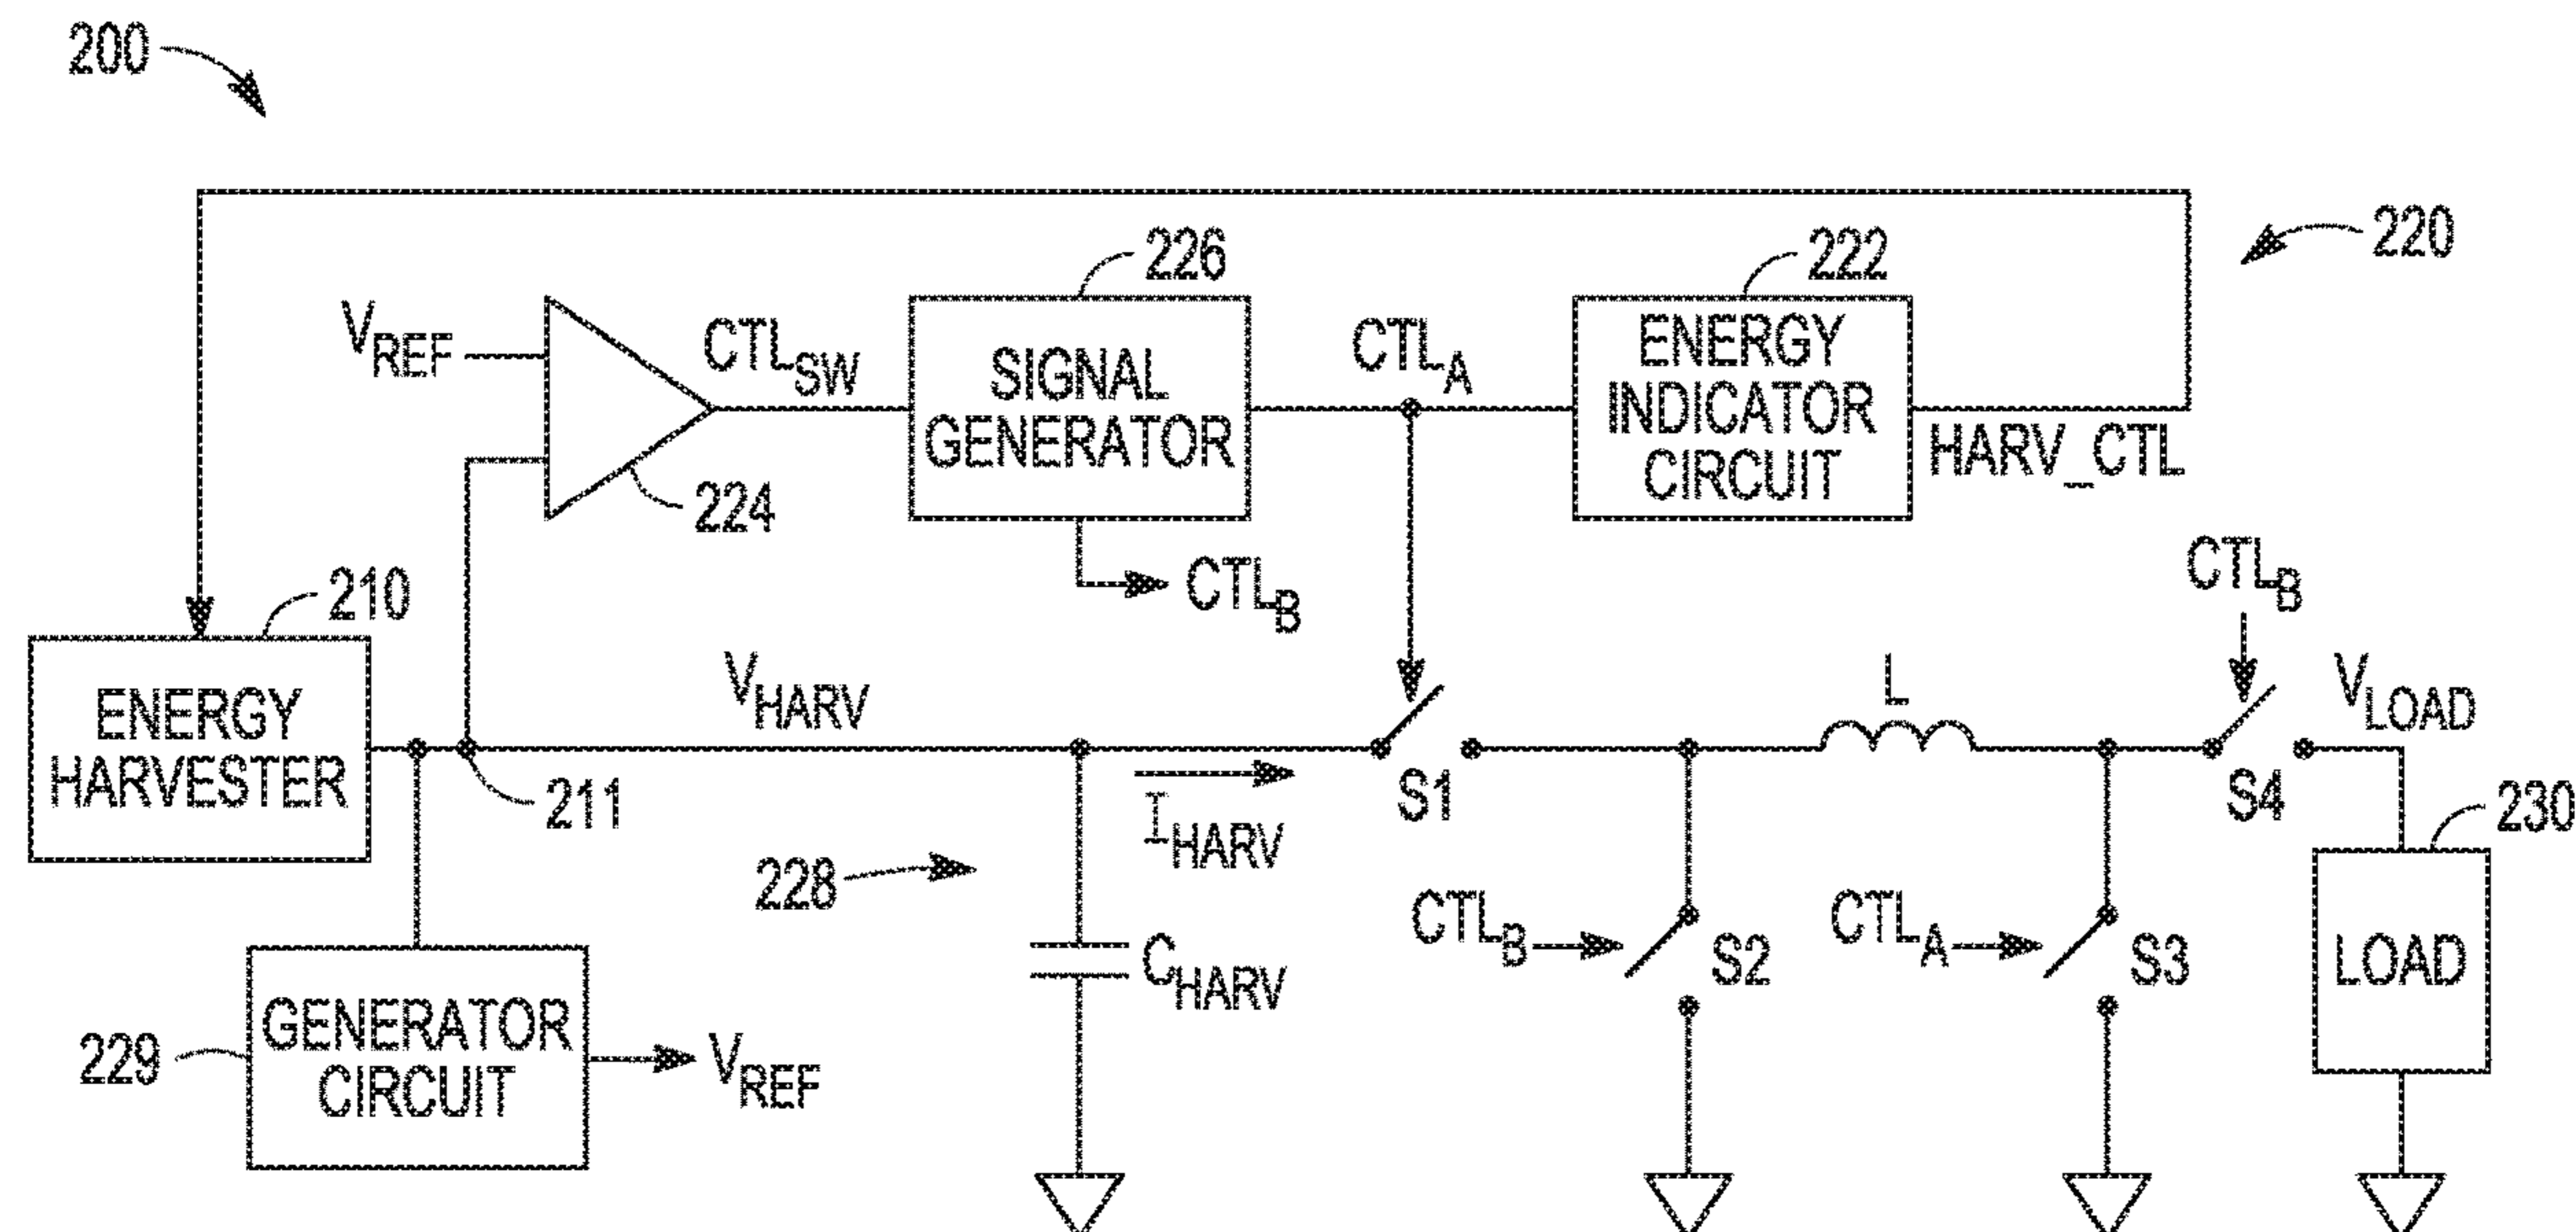 200
220
226
222
V_REF
CTL_SW
SIGNAL
GENERATOR
CTL_A
ENERGY
INDICATOR
CIRCUIT
HARV_CTL
224
CTL_B
CTL_B
210
ENERGY
HARVESTER
V_HARV
L
V_LOAD
211
I_HARV
S1
S4
230
228
CTL_B
S2
CTL_A
S3
LOAD
C_HARV
229
GENERATOR
CIRCUIT
V_REF